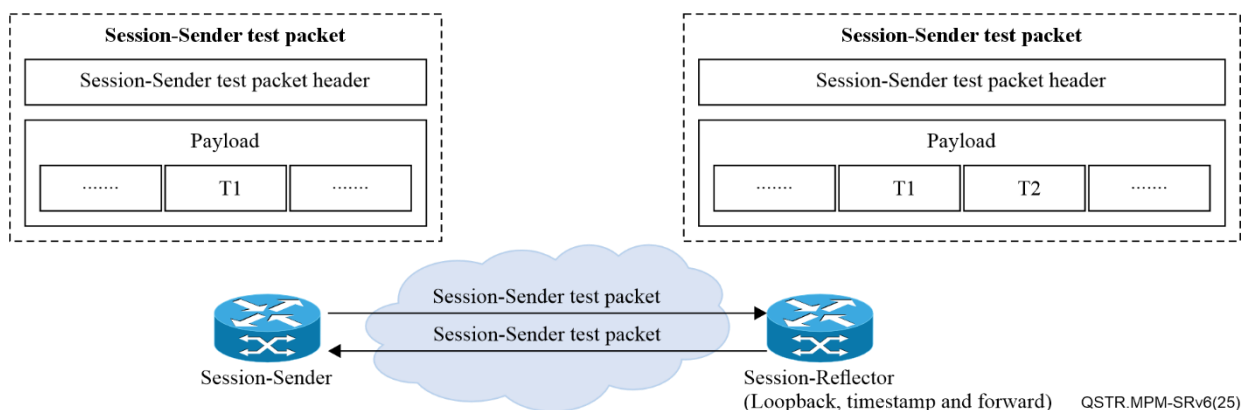 Session-Sender test packet
Session-Sender test packet header
Payload
.......
T1
.......
Session-Sender test packet
Session-Sender test packet header
Payload
.......
T1
T2
.......
Session-Sender test packet
Session-Sender test packet
Session-Sender
Session-Reflector
(Loopback, timestamp and forward)
QSTR.MPM-SRv6(25)